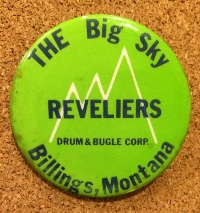 THE Big Sky
REVELIERS
DRUM & BUGLE CORP.
Billings, Montana